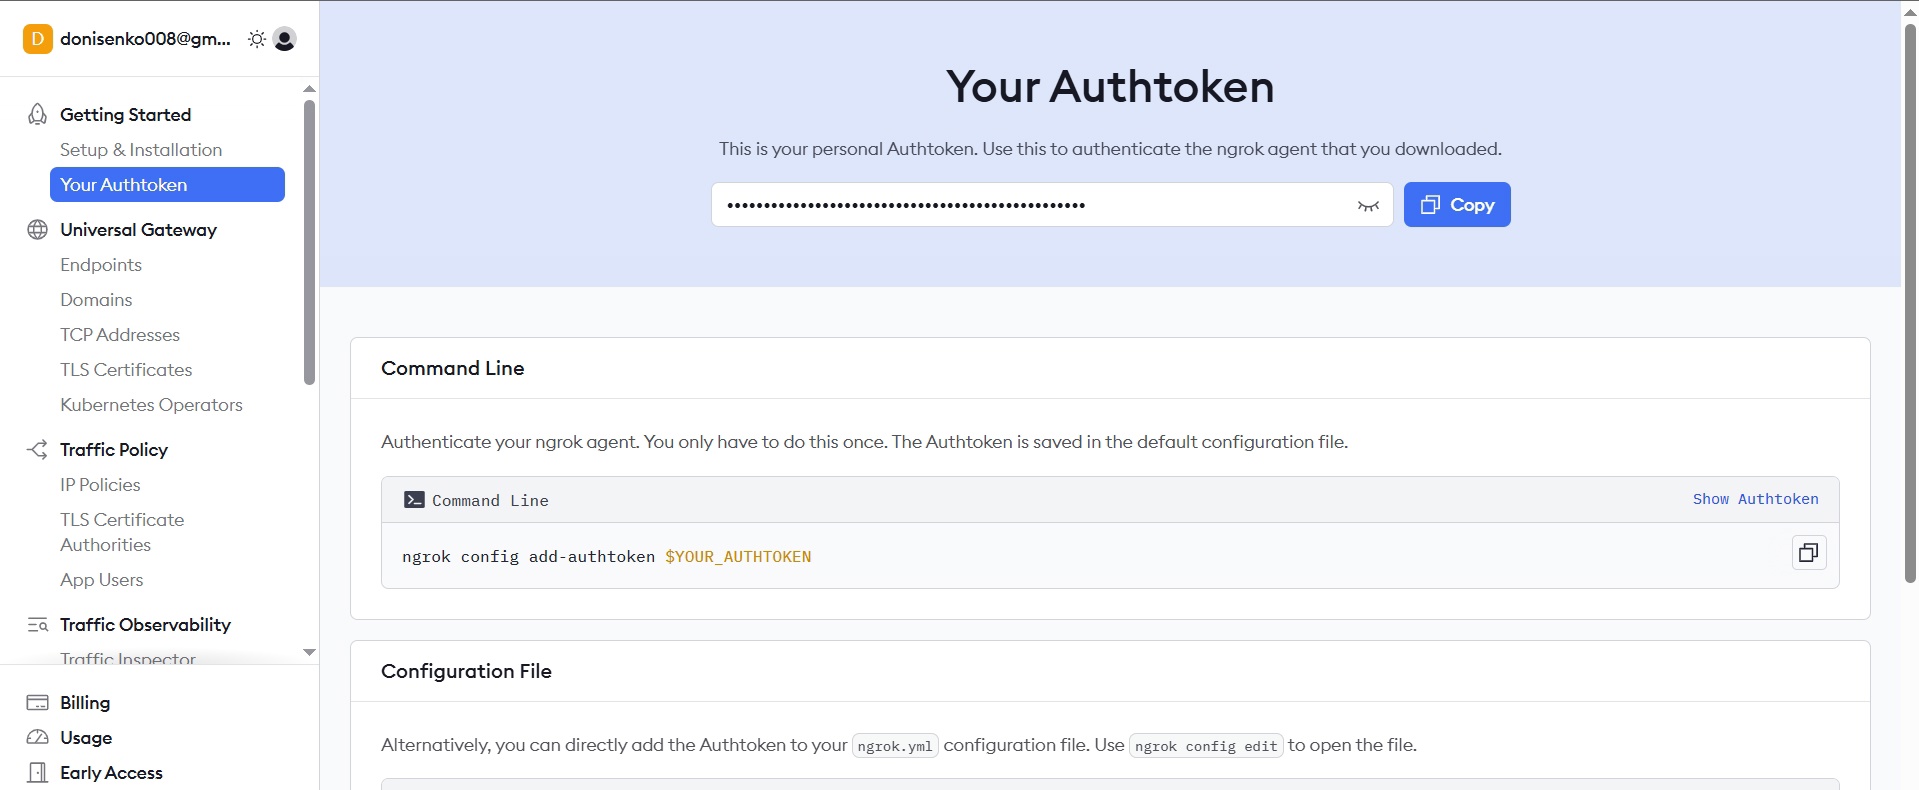 D donisenko008@gm...
Getting Started
Setup & Installation
Your Authtoken
Universal Gateway
Endpoints
Domains
TCP Addresses
TLS Certificates
Kubernetes Operators
Traffic Policy
IP Policies
TLS Certificate
Authorities
App Users
Traffic Observability
Traffic Inspector
Billing
Usage
Early Access
Your Authtoken
This is your personal Authtoken. Use this to authenticate the ngrok agent that you downloaded.
•••••••••••••••••••••••••••••••••••••••••••••••••
Copy
Command Line
Authenticate your ngrok agent. You only have to do this once. The Authtoken is saved in the default configuration file.
Command Line
Show Authtoken
ngrok config add-authtoken $YOUR_AUTHTOKEN
Configuration File
Alternatively, you can directly add the Authtoken to your ngrok.yml configuration file. Use ngrok config edit to open the file.